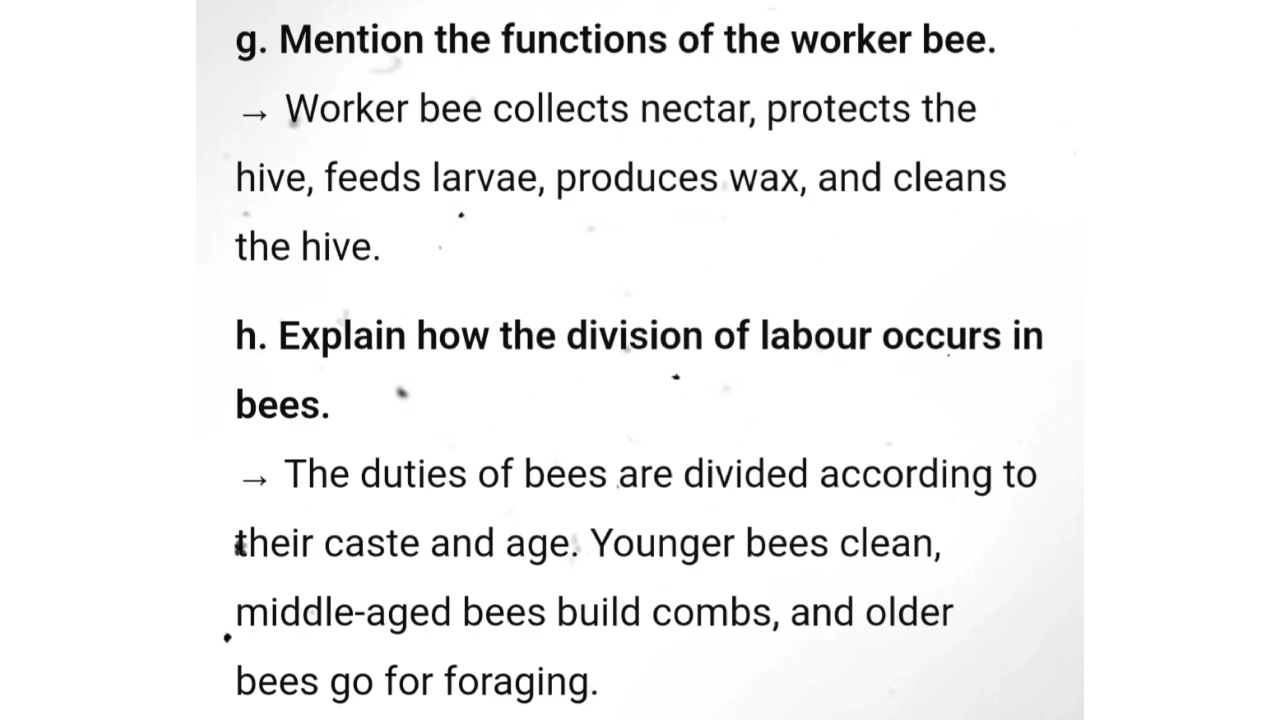 g. Mention the functions of the worker bee.
→ Worker bee collects nectar, protects the
hive, feeds larvae, produces wax, and cleans
the hive.
h. Explain how the division of labour occurs in
bees.
→ The duties of bees are divided according to
their caste and age. Younger bees clean,
middle-aged bees build combs, and older
bees go for foraging.